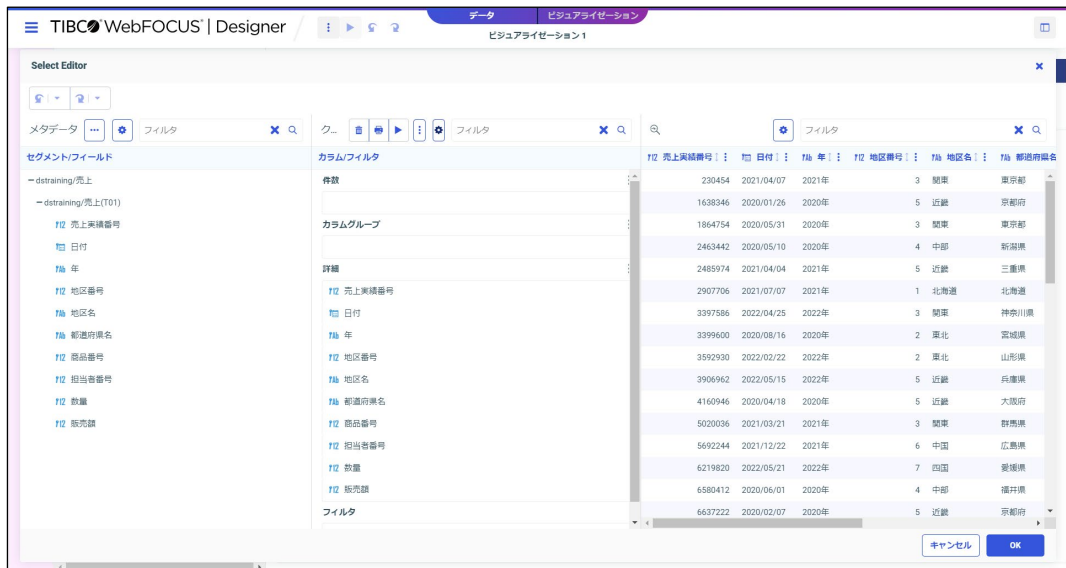 TIBCO WebFOCUS | Designer
データ
ビジュアライゼーション
ビジュアライゼーション 1
Select Editor
メタデータ
フィルタ
ク...
フィルタ
フィルタ
セグメント/フィールド
カラム/フィルタ
売上実績番号 日付 年 地区番号 地区名 都道府県名
dstraining/売上
dstraining/売上(T01)
売上実績番号
日付
年
地区番号
地区名
都道府県名
商品番号
担当者番号
数量
販売額
件数
カラムグループ
詳細
売上実績番号
日付
年
地区番号
地区名
都道府県名
商品番号
担当者番号
数量
販売額
フィルタ
230454 2021/04/07 2021年 3 関東 東京都
1638346 2020/01/26 2020年 5 近畿 京都府
1864754 2020/05/31 2020年 3 関東 東京都
2463442 2020/05/10 2020年 4 中部 新潟県
2485974 2021/04/04 2021年 5 近畿 三重県
2907706 2021/07/07 2021年 1 北海道 北海道
3397586 2022/04/25 2022年 3 関東 神奈川県
3399600 2020/08/16 2020年 2 東北 宮城県
3592930 2022/02/22 2022年 2 東北 山形県
3906962 2022/05/15 2022年 5 近畿 兵庫県
4160946 2020/04/18 2020年 5 近畿 大阪府
5020036 2021/03/21 2021年 3 関東 群馬県
5692244 2021/12/22 2021年 6 中国 広島県
6219820 2022/05/21 2022年 7 四国 愛媛県
6580412 2020/06/01 2020年 4 中部 福井県
6637222 2020/02/07 2020年 5 近畿 京都府
キャンセル
OK